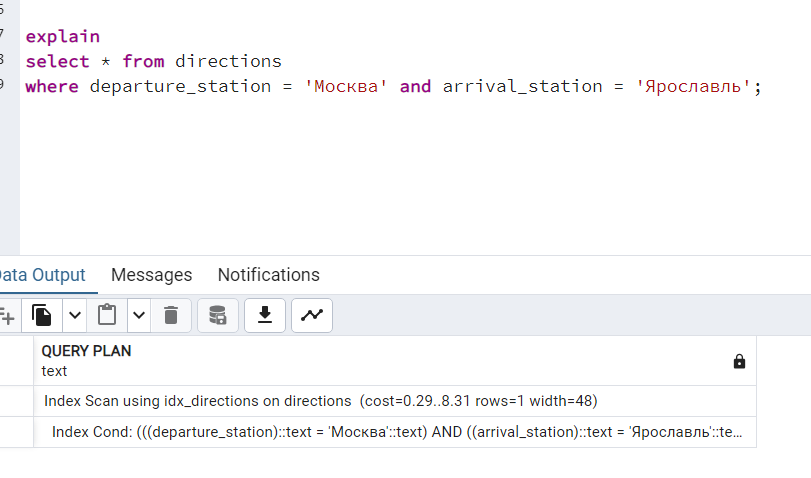 explain
select * from directions
where departure_station = 'Москва' and arrival_station = 'Ярославль';
Data Output Messages Notifications
QUERY PLAN
text
Index Scan using idx_directions on directions (cost=0.29..8.31 rows=1 width=48)
Index Cond: (((departure_station)::text = 'Москва'::text) AND ((arrival_station)::text = 'Ярославль'::te...